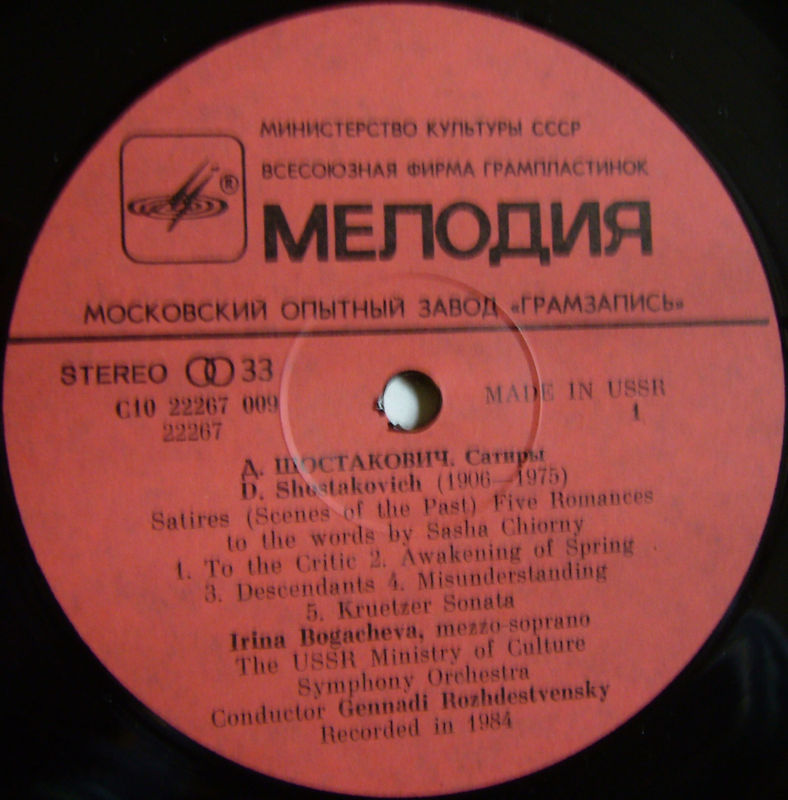 МИНИСТЕРСТВО КУЛЬТУРЫ СССР
ВСЕСОЮЗНАЯ ФИРМА ГРАМПЛАСТИНОК
®
МЕЛОДИЯ
МОСКОВСКИЙ ОПЫТНЫЙ ЗАВОД «ГРАМЗАПИСЬ»
STEREO 33
MADE IN USSR
С10 22267 009
1
22267
Д. ШОСТАКОВИЧ. Сатиры
D. Shostakovich (1906—1975)
Satires (Scenes of the Past) Five Romances
to the words by Sasha Chiorny
1. To the Critic 2. Awakening of Spring
3. Descendants 4. Misunderstanding
5. Kruetzer Sonata
Irina Bogacheva, mezzo-soprano
The USSR Ministry of Culture
Symphony Orchestra
Conductor Gennadi Rozhdestvensky
Recorded in 1984